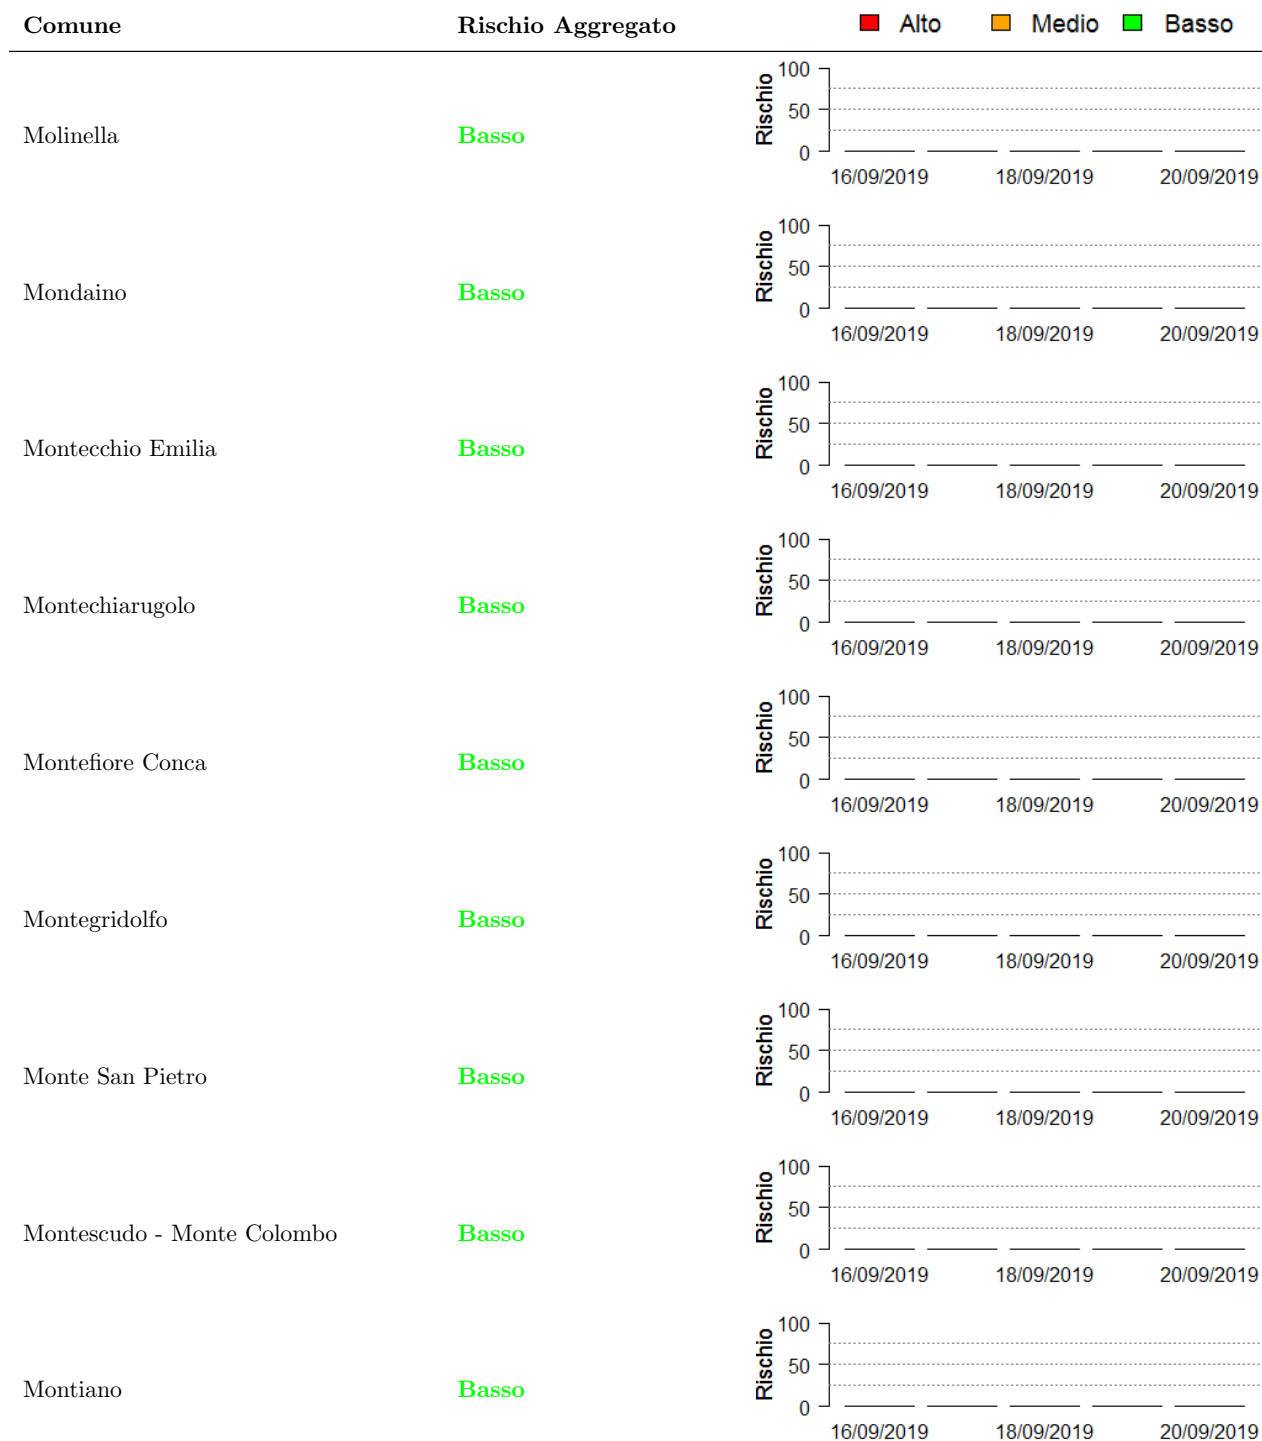 Comune Rischio Aggregato Alto Medio Basso
100
Rischio
50
Molinella Basso
0
16/09/2019 18/09/2019 20/09/2019
100
Rischio
50
Mondaino Basso
0
16/09/2019 18/09/2019 20/09/2019
100
Rischio
50
Montecchio Emilia Basso
0
16/09/2019 18/09/2019 20/09/2019
100
Rischio
50
Montechiarugolo Basso
0
16/09/2019 18/09/2019 20/09/2019
100
Rischio
50
Montefiore Conca Basso
0
16/09/2019 18/09/2019 20/09/2019
100
Rischio
50
Montegridolfo Basso
0
16/09/2019 18/09/2019 20/09/2019
100
Rischio
50
Monte San Pietro Basso
0
16/09/2019 18/09/2019 20/09/2019
100
Rischio
50
Montescudo - Monte Colombo Basso
0
16/09/2019 18/09/2019 20/09/2019
100
Rischio
50
Montiano Basso
0
16/09/2019 18/09/2019 20/09/2019